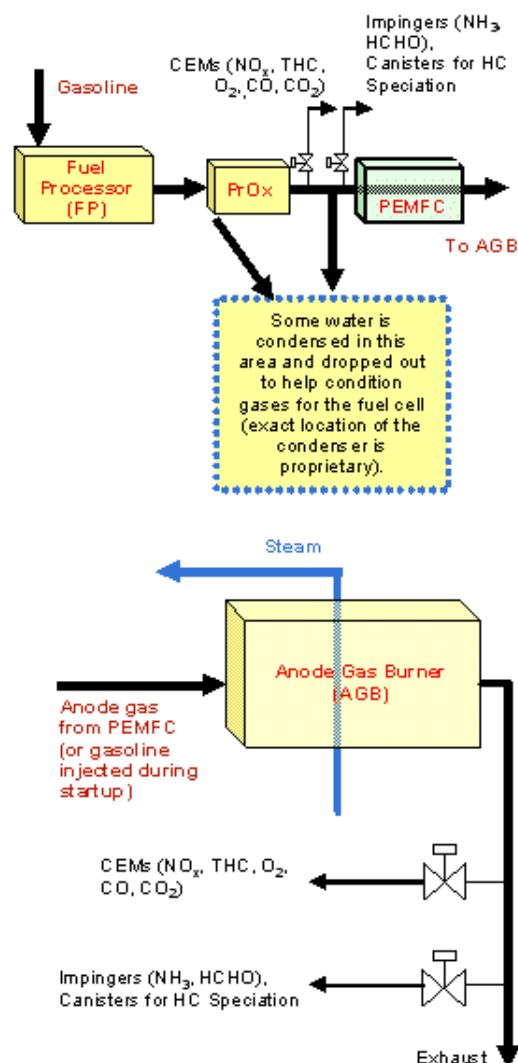 Impingers (NH₃,
HCHO),
Canisters for HC
Speciation
CEMs (NOₓ, THC,
O₂,,CO, CO₂)
Gasoline
Fuel
Processor
(FP)
PrOx
PEMFC
To AGB
Some water is
condensed in this
area and dropped out
to help condition
gases for the fuel cell
(exact location of the
condenser is
proprietary).
Steam
Anode Gas Burner
(AGB)
Anode gas
from PEMFC
(or gasoline
injected during
startup)
CEMs (NOₓ, THC, O₂,
CO, CO₂)
Impingers (NH₃, HCHO),
Canisters for HC Speciation
Exhaust